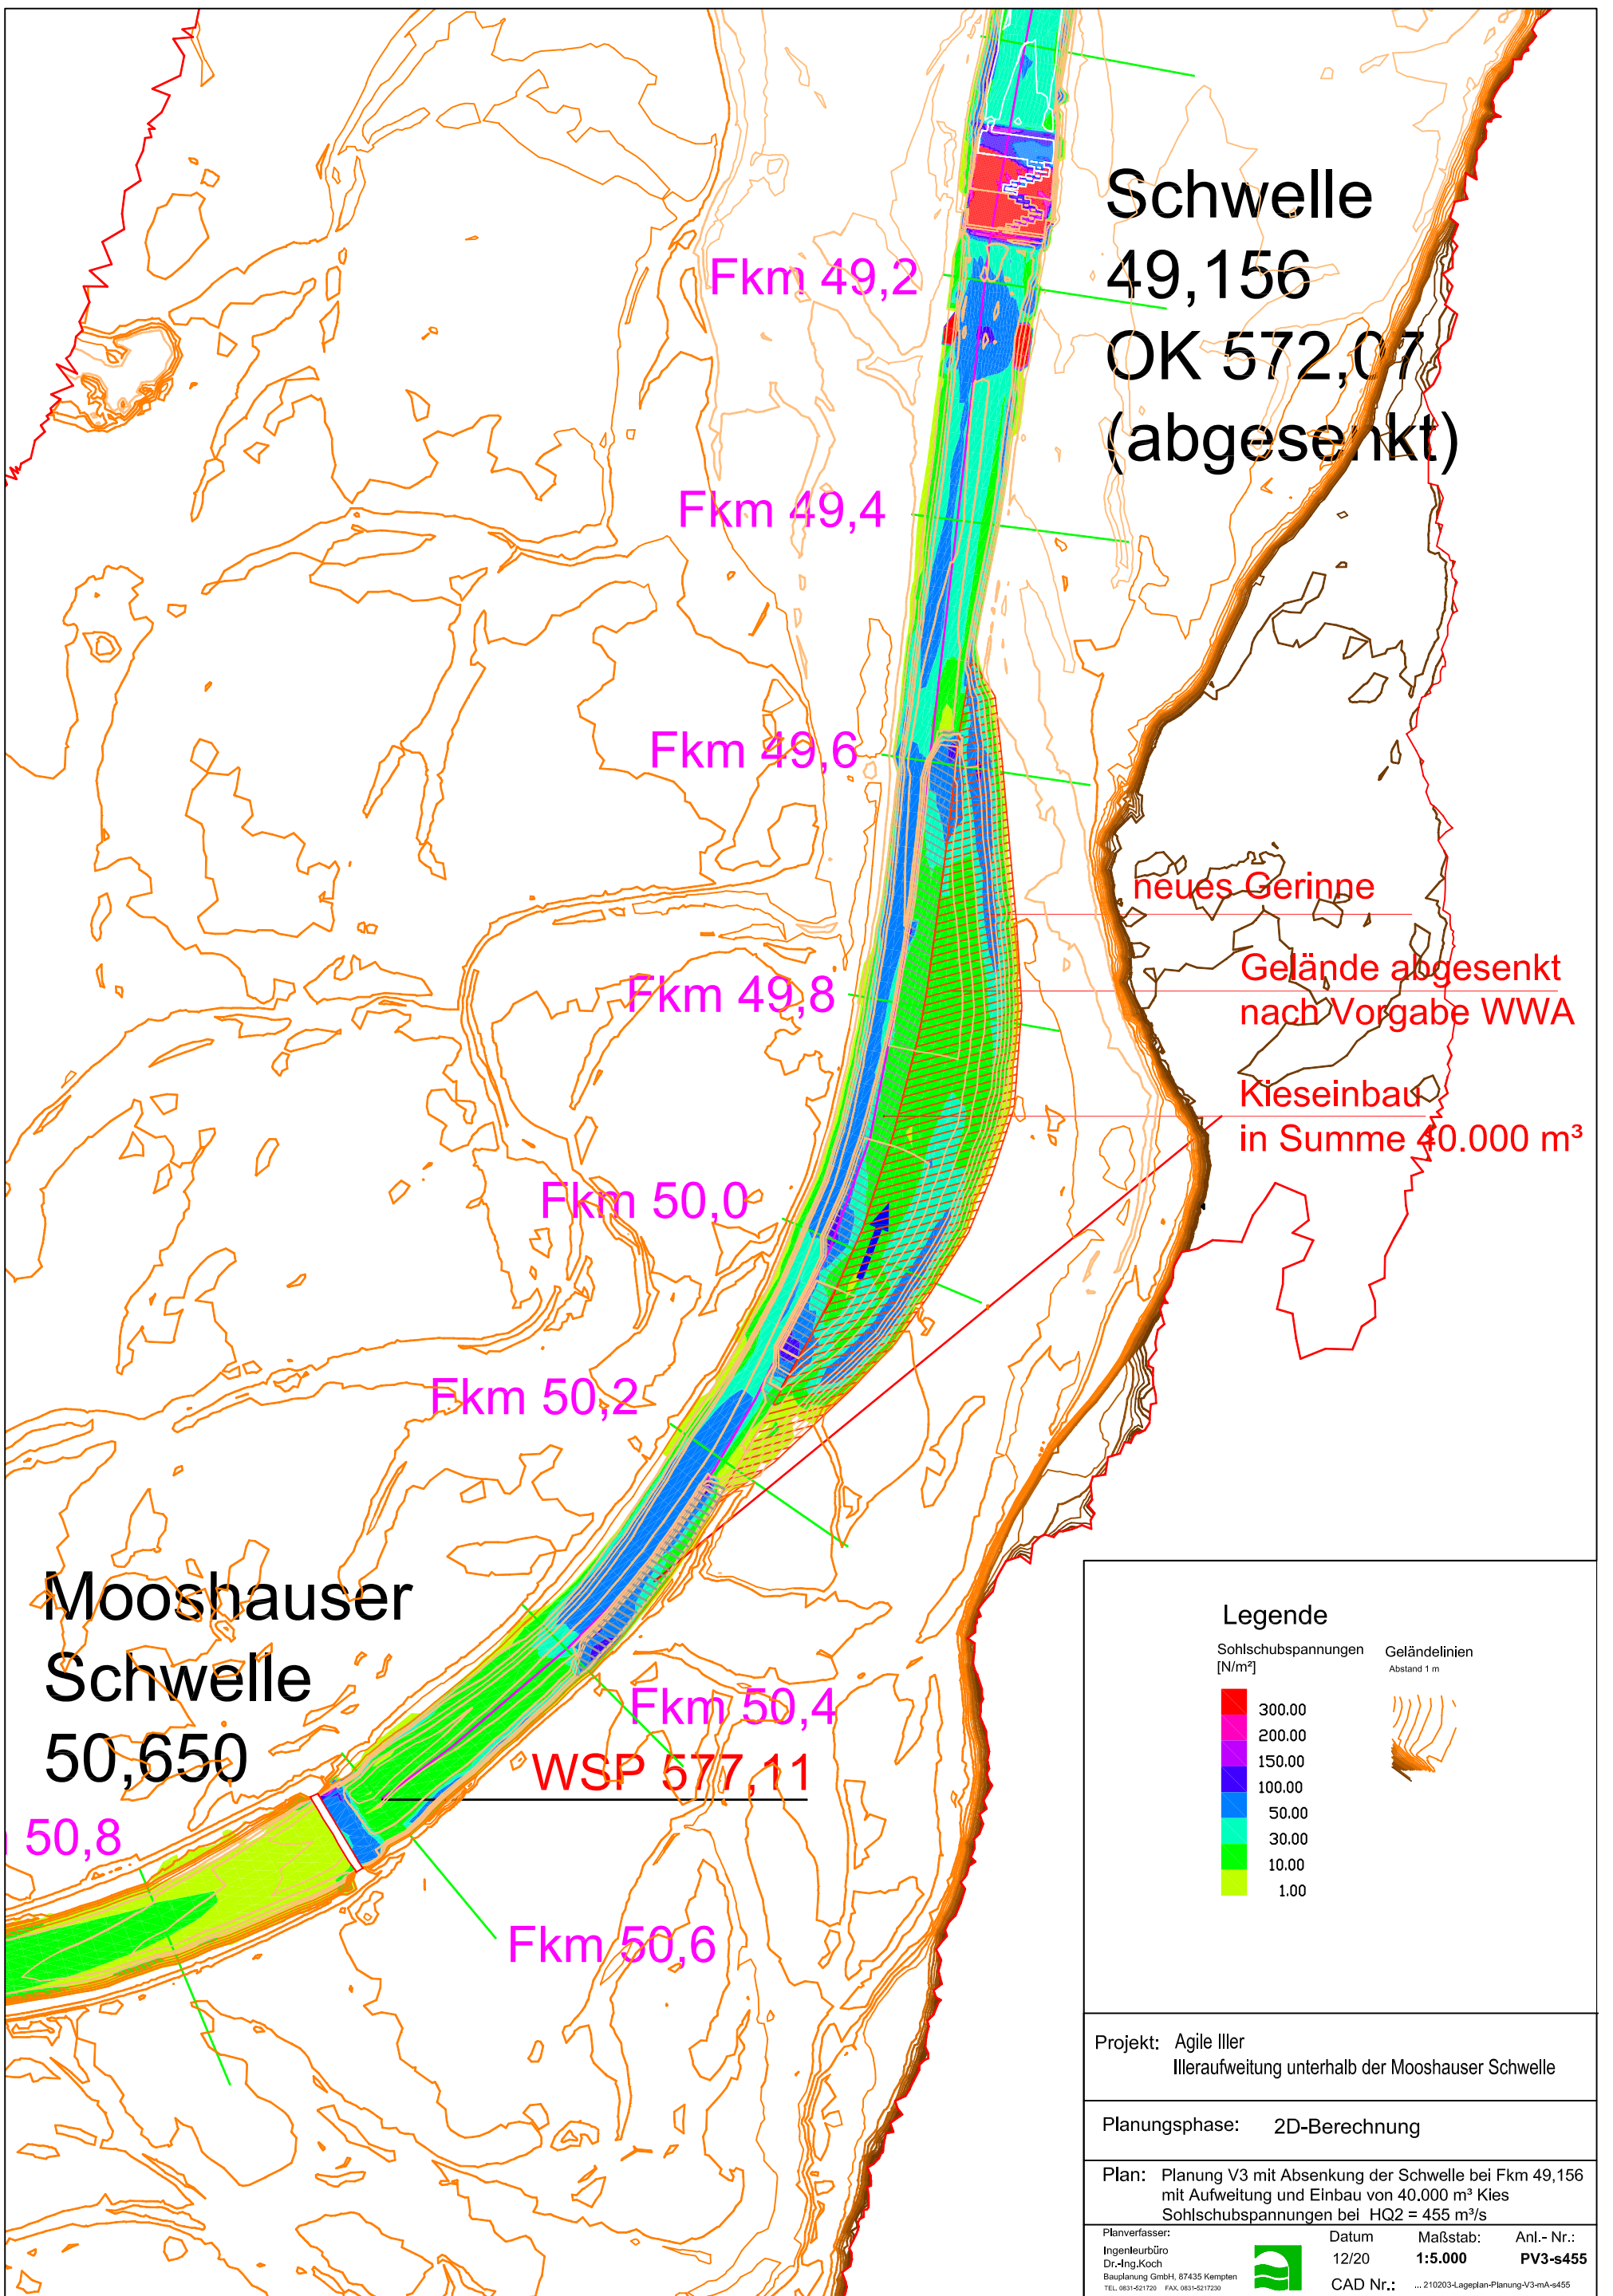 Schwelle
49,156
OK 572,07
(abgesenkt)
Fkm 49,2
Fkm 49,4
Fkm 49,6
neues Gerinne
Gelände abgesenkt
nach Vorgabe WWA
Fkm 49,8
Kieseinbau
in Summe 40.000 m³
Fkm 50,0
Fkm 50,2
Mooshauser
Schwelle
50,650
Fkm 50,4
WSP 577,11
50,8
Fkm 50,6
Legende
Sohlschubspannungen
[N/m²]
Geländelinien
Abstand 1 m
300.00
200.00
150.00
100.00
50.00
30.00
10.00
1.00
Projekt: Agile Iller
Illeraufweitung unterhalb der Mooshauser Schwelle
Planungsphase: 2D-Berechnung
Plan: Planung V3 mit Absenkung der Schwelle bei Fkm 49,156
mit Aufweitung und Einbau von 40.000 m³ Kies
Sohlschubspannungen bei HQ2 = 455 m³/s
Planverfasser:
Ingenieurbüro
Dr.-Ing.Koch
Bauplanung GmbH, 87435 Kempten
TEL. 0831-521720 FAX. 0831-5217230
Datum
12/20
Maßstab:
1:5.000
Anl.- Nr.:
PV3-s455
CAD Nr.: ... 210203-Lageplan-Planung-V3-mA-s455